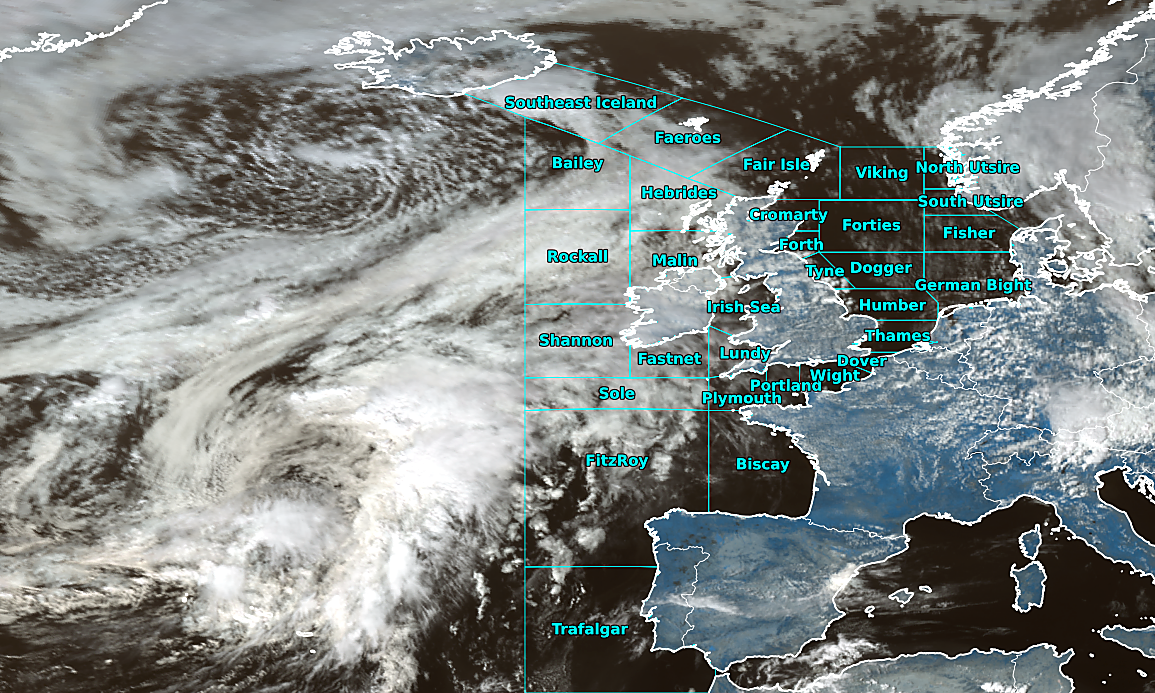 Southeast Iceland
Faeroes
Bailey
Fair Isle
Viking
North Utsire
Hebrides
South Utsire
Cromarty
Forties
Fisher
Forth
Rockall
Malin
Tyne
Dogger
German Bight
Irish Sea
Humber
Shannon
Thames
Fastnet
Lundy
Dover
Wight
Portland
Sole
Plymouth
FitzRoy
Biscay
Trafalgar